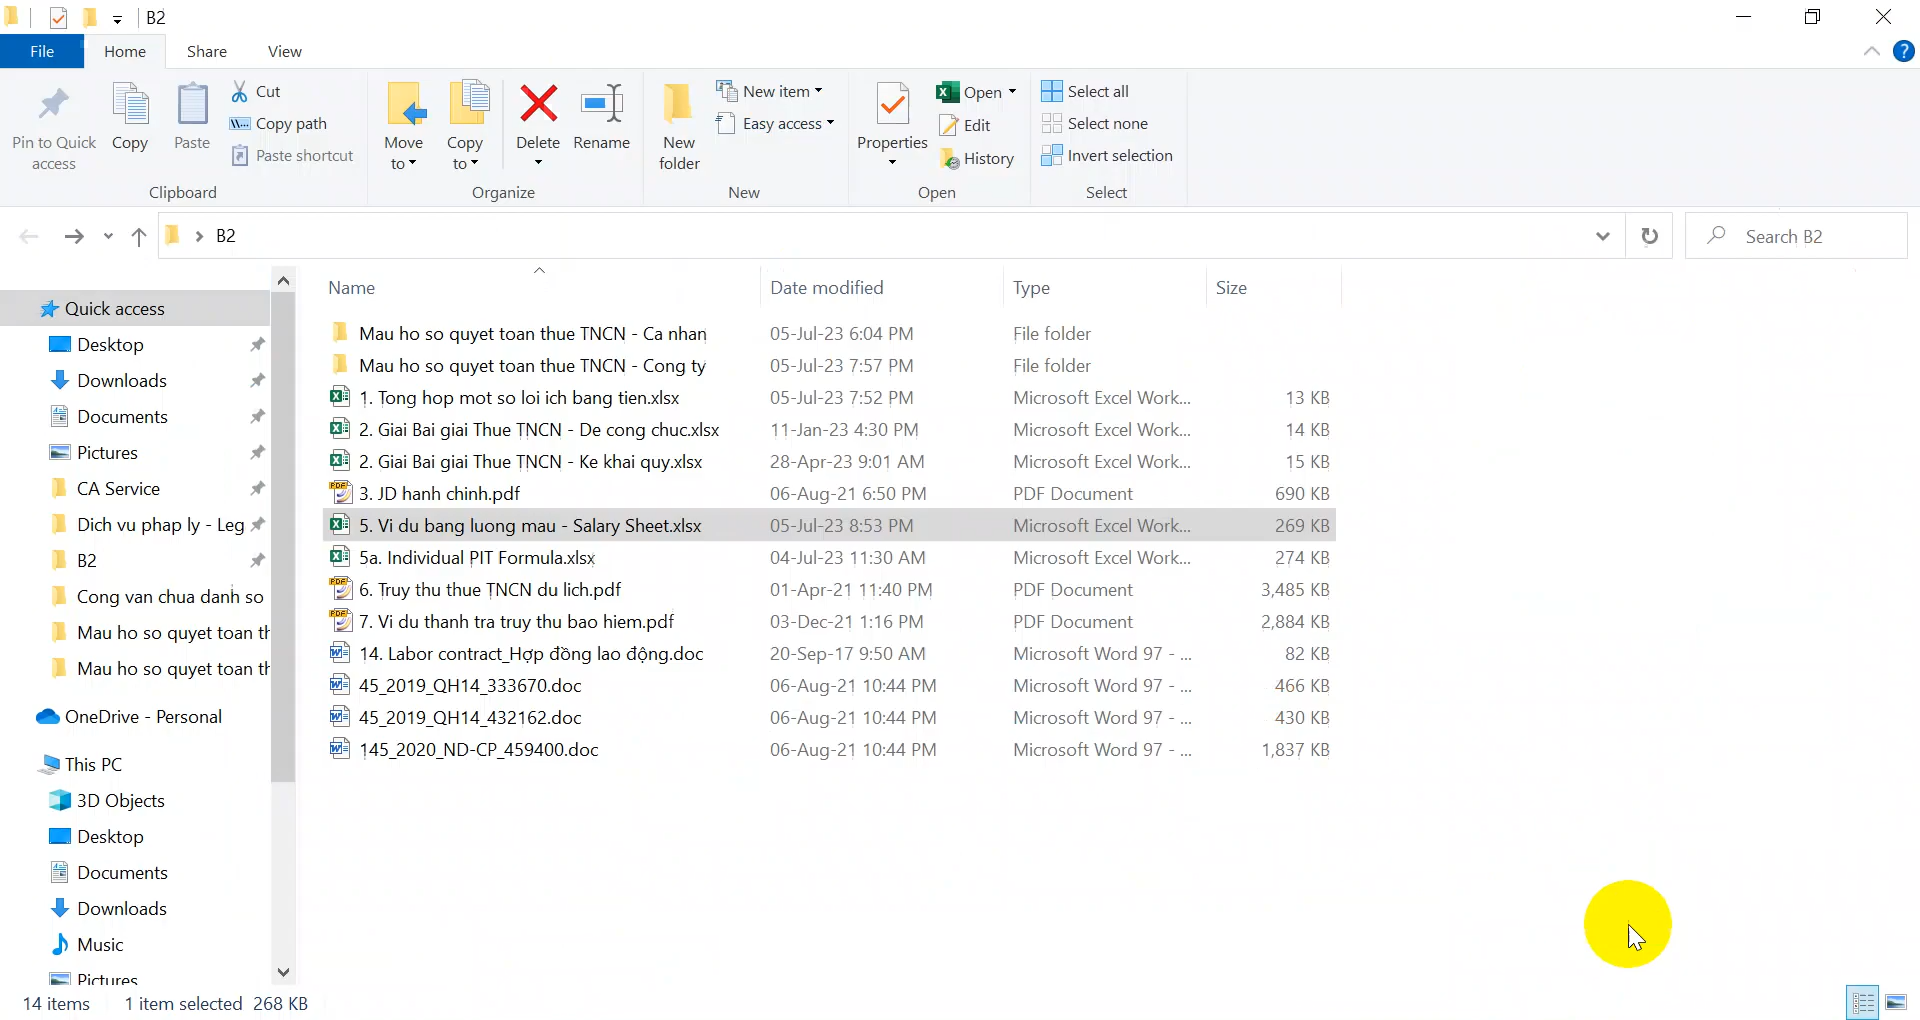 B2
File
Home
Share
View
Pin to Quick access
Copy
Paste
Cut
Copy path
Paste shortcut
Clipboard
Move to
Copy to
Delete
Rename
Organize
New folder
New item
Easy access
New
Properties
Open
Edit
History
Open
Select all
Select none
Invert selection
Select
B2
Search B2
Quick access
Desktop
Downloads
Documents
Pictures
CA Service
Dich vu phap ly - Leg
B2
Cong van chua danh so
Mau ho so quyet toan th
Mau ho so quyet toan th
OneDrive - Personal
This PC
3D Objects
Desktop
Documents
Downloads
Music
Pictures
Name Date modified Type Size
Mau ho so quyet toan thue TNCN - Ca nhan 05-Jul-23 6:04 PM File folder
Mau ho so quyet toan thue TNCN - Cong ty 05-Jul-23 7:57 PM File folder
1. Tong hop mot so loi ich bang tien.xlsx 05-Jul-23 7:52 PM Microsoft Excel Work... 13 KB
2. Giai Bai giai Thue TNCN - De cong chuc.xlsx 11-Jan-23 4:30 PM Microsoft Excel Work... 14 KB
2. Giai Bai giai Thue TNCN - Ke khai quy.xlsx 28-Apr-23 9:01 AM Microsoft Excel Work... 15 KB
3. JD hanh chinh.pdf 06-Aug-21 6:50 PM PDF Document 690 KB
5. Vi du bang luong mau - Salary Sheet.xlsx 05-Jul-23 8:53 PM Microsoft Excel Work... 269 KB
5a. Individual PIT Formula.xlsx 04-Jul-23 11:30 AM Microsoft Excel Work... 274 KB
6. Truy thu thue TNCN du lich.pdf 01-Apr-21 11:40 PM PDF Document 3,485 KB
7. Vi du thanh tra truy thu bao hiem.pdf 03-Dec-21 1:16 PM PDF Document 2,884 KB
14. Labor contract_Hợp đồng lao động.doc 20-Sep-17 9:50 AM Microsoft Word 97 - ... 82 KB
45_2019_QH14_333670.doc 06-Aug-21 10:44 PM Microsoft Word 97 - ... 466 KB
45_2019_QH14_432162.doc 06-Aug-21 10:44 PM Microsoft Word 97 - ... 430 KB
145_2020_ND-CP_459400.doc 06-Aug-21 10:44 PM Microsoft Word 97 - ... 1,837 KB
14 items 1 item selected 268 KB